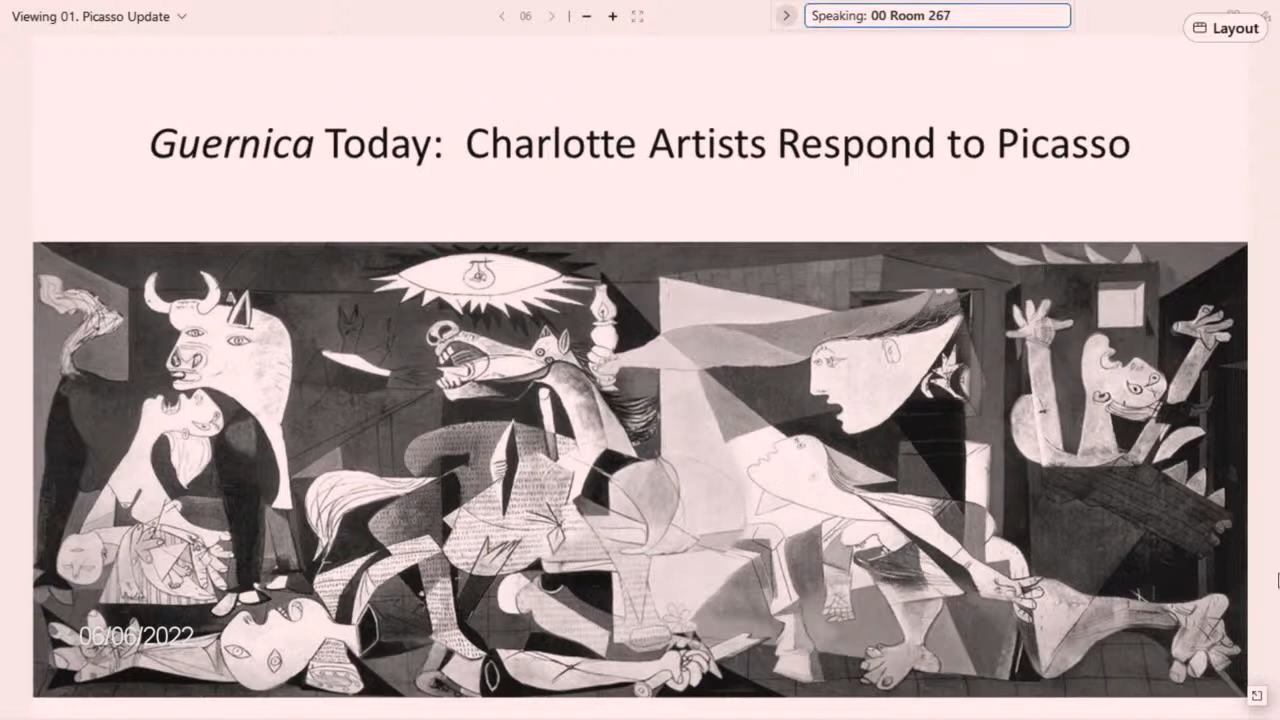 Viewing 01. Picasso Update
06
Speaking: 00 Room 267
Layout
Guernica Today: Charlotte Artists Respond to Picasso
06/06/2022